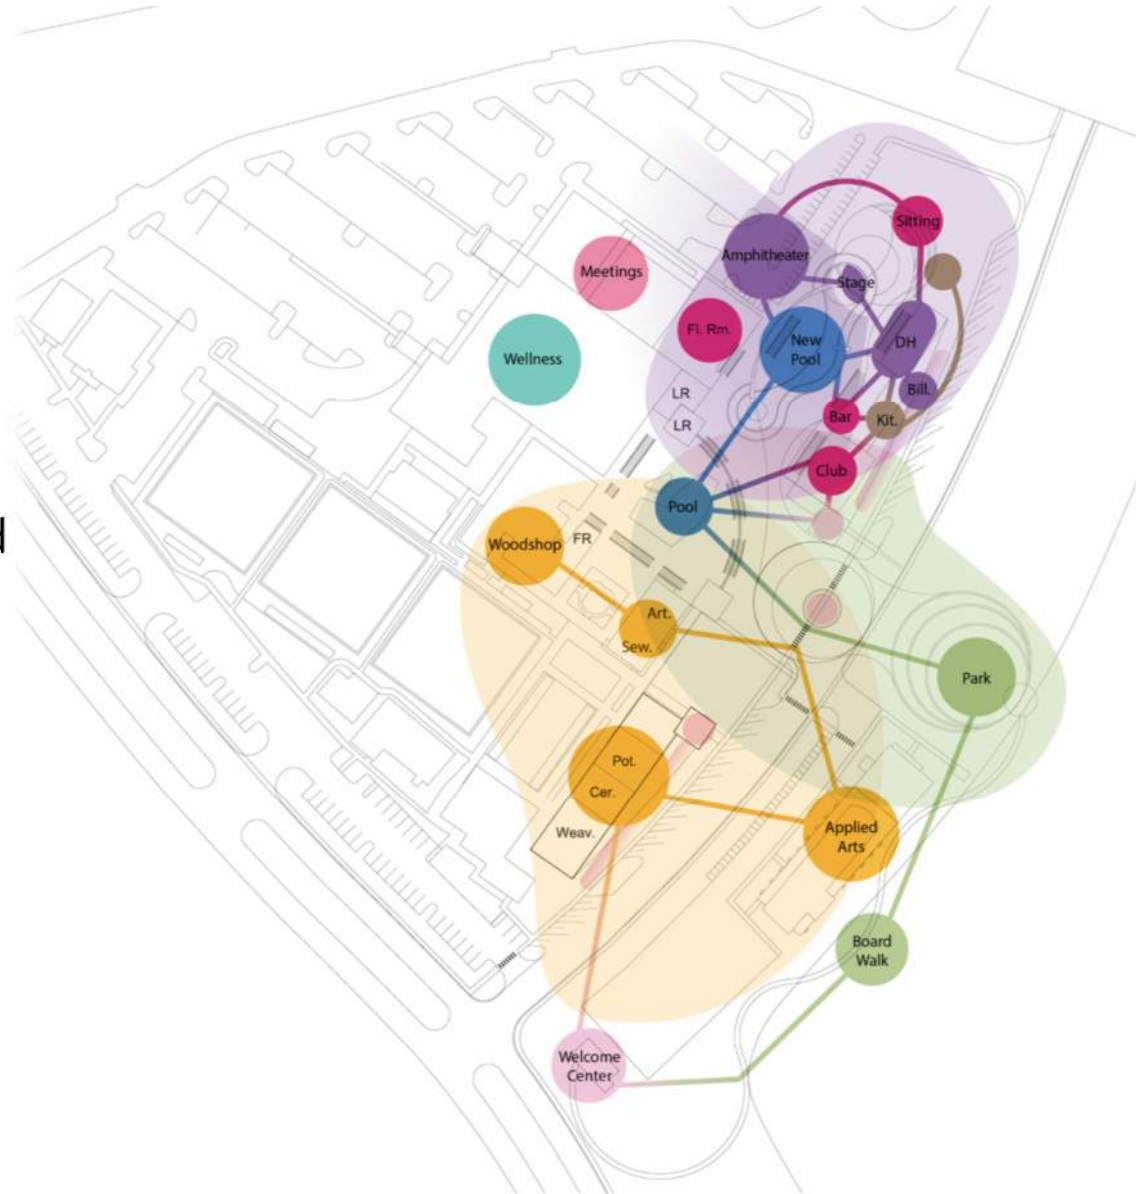 Sitting
Amphitheater
Meetings
Stage
Fl. Rm.
New
Pool
DH
Wellness
Bill.
LR
Bar
Kit.
LR
Club
Pool
Woodshop
FR
Art.
Sew.
Park
Pot.
Cer.
Weav.
Applied
Arts
Board
Walk
Welcome
Center